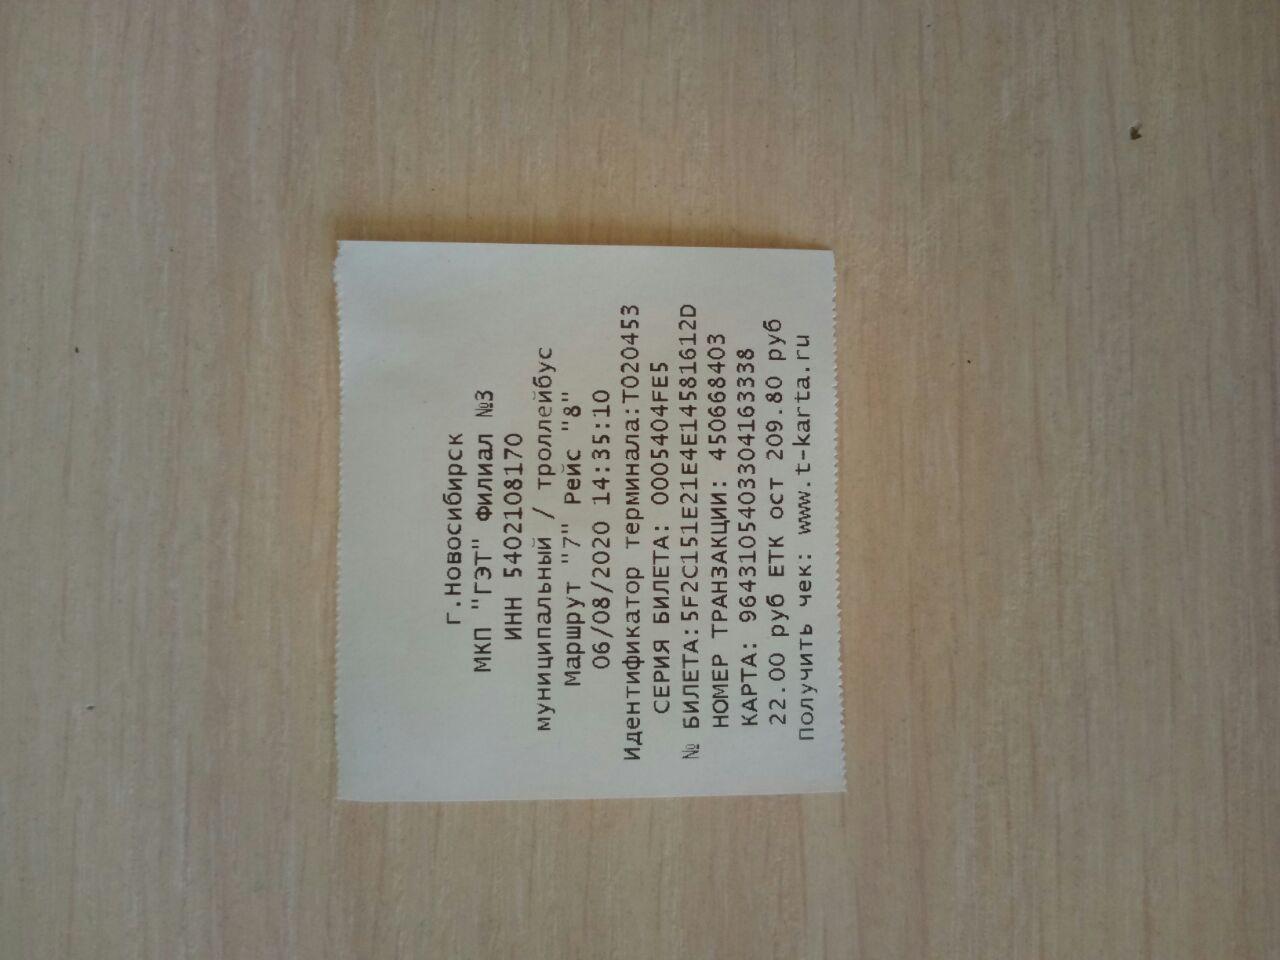 г.Новосибирск
МКП "ГЭТ" Филиал №3
ИНН 5402108170
муниципальный / троллейбус
Маршрут "7" Рейс "8"
06/08/2020 14:35:10
Идентификатор терминала:Т020453
СЕРИЯ БИЛЕТА: 0005404FE5
№ БИЛЕТА:5F2C151E21E4E14581612D
НОМЕР ТРАНЗАКЦИИ: 450668403
КАРТА: 96431054033304163338
22.00 руб ЕТК ост 209.80 руб
Получить чек: www.t-karta.ru